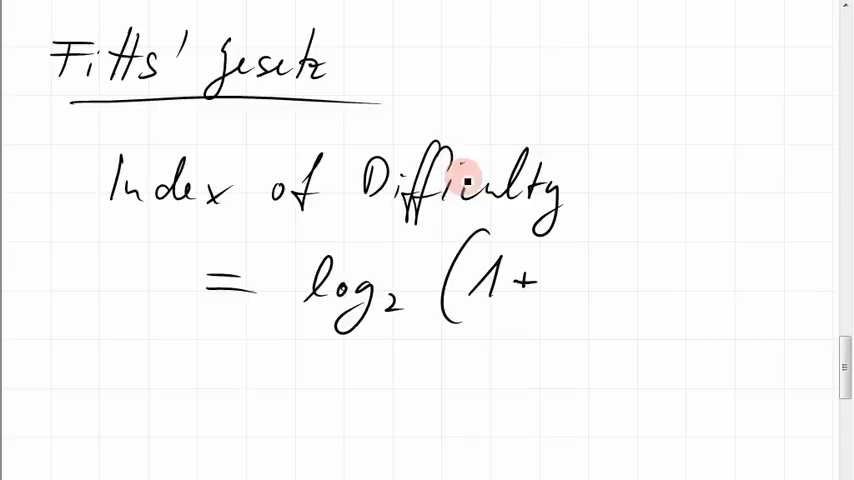 Fitts' Gesetz
Index of Difficulty
= log₂ (1 +